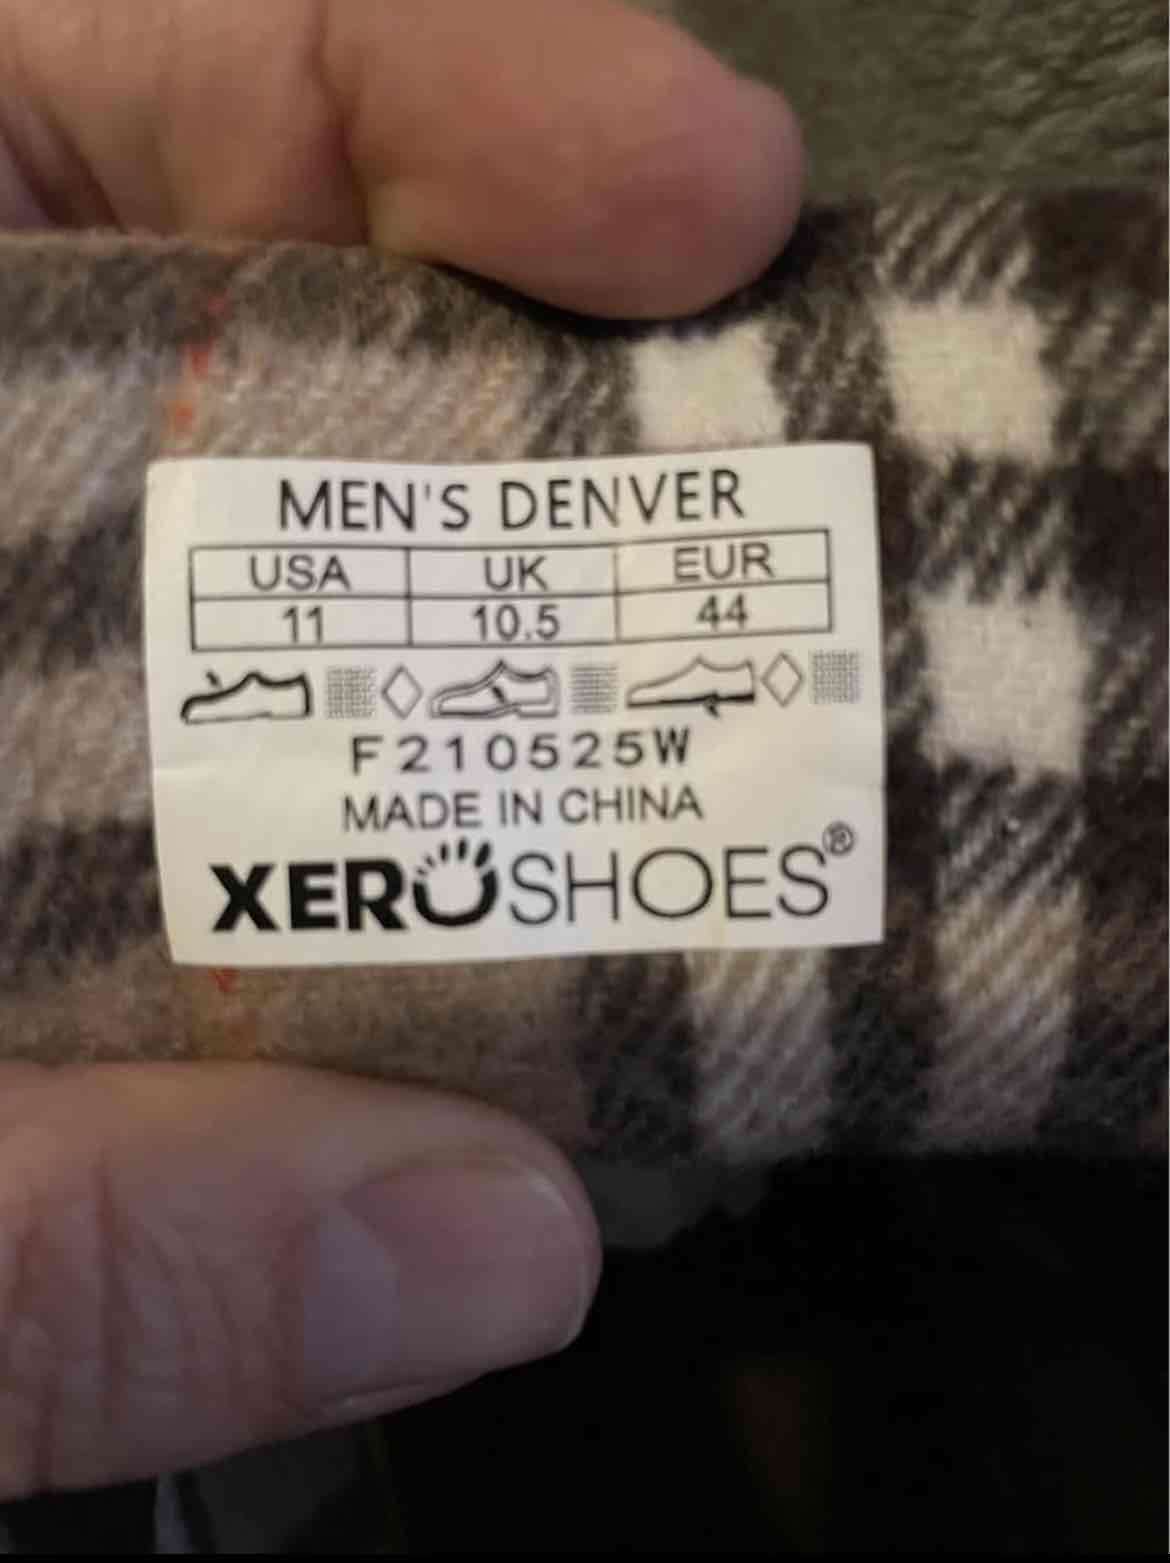 MEN'S DENVER
USA UK EUR
11 10.5 44
F210525W
MADE IN CHINA
XEROSHOES®